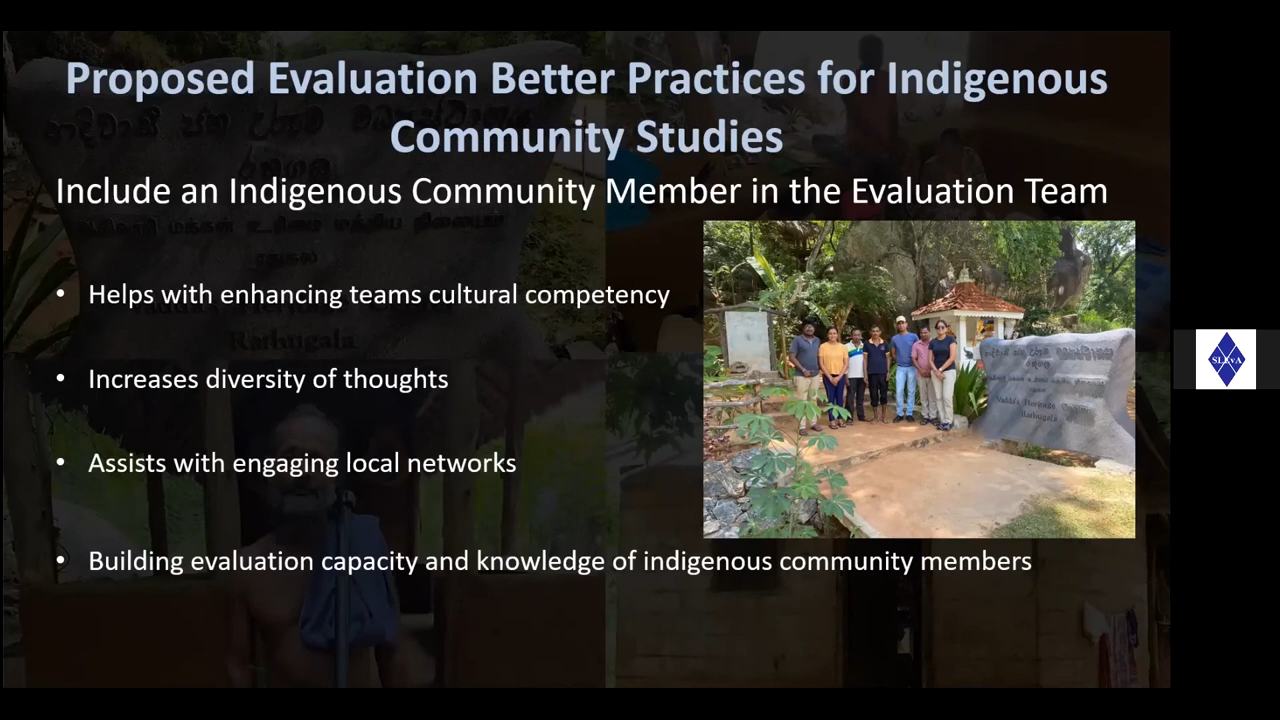 Proposed Evaluation Better Practices for Indigenous
Community Studies
Include an Indigenous Community Member in the Evaluation Team
• Helps with enhancing teams cultural competency
• Increases diversity of thoughts
• Assists with engaging local networks
• Building evaluation capacity and knowledge of indigenous community members
SLEvA
Rathugala